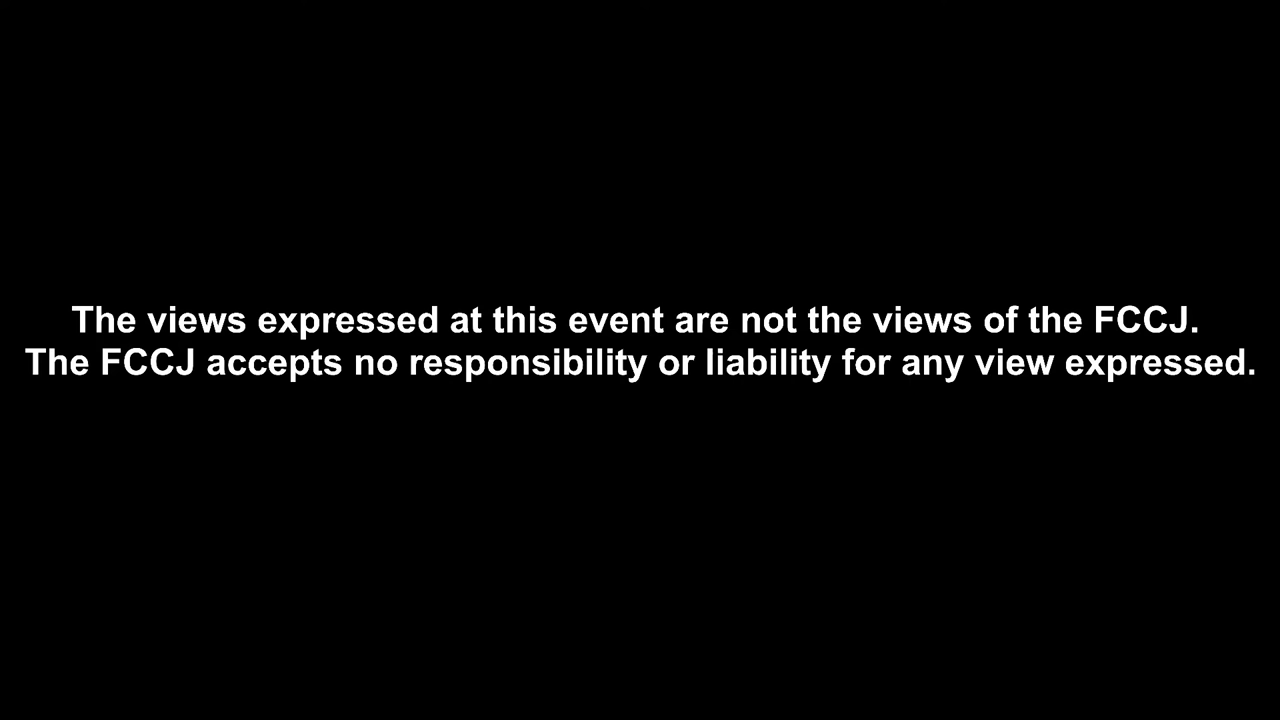 The views expressed at this event are not the views of the FCCJ.
The FCCJ accepts no responsibility or liability for any view expressed.